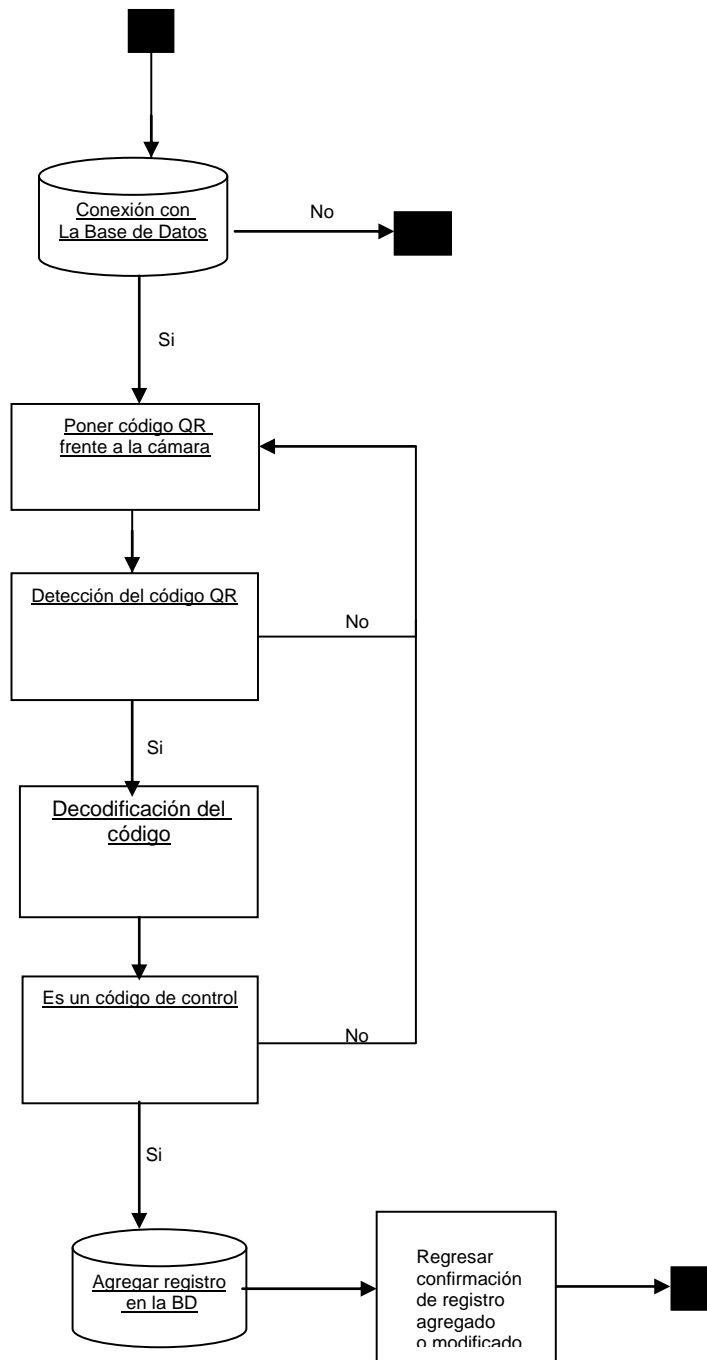 Conexión con
La Base de Datos
No
Si
Poner código QR
frente a la cámara
Detección del código QR
No
Si
Decodificación del
código
Es un código de control
No
Si
Agregar registro
en la BD
Regresar
confirmación
de registro
agregado
o modificado